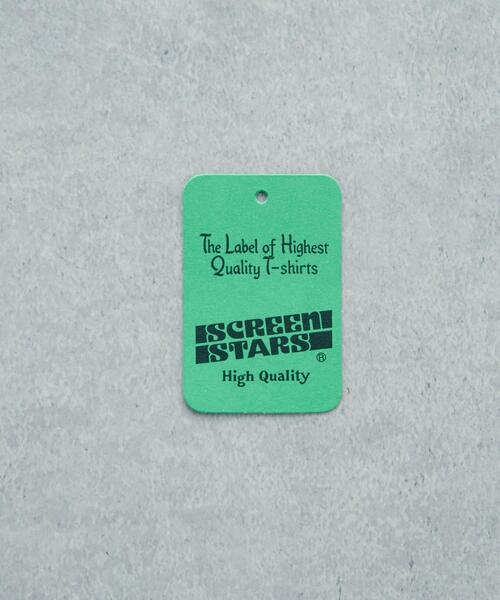 The Label of Highest
Quality T-shirts
SCREEN
STARS ®
High Quality